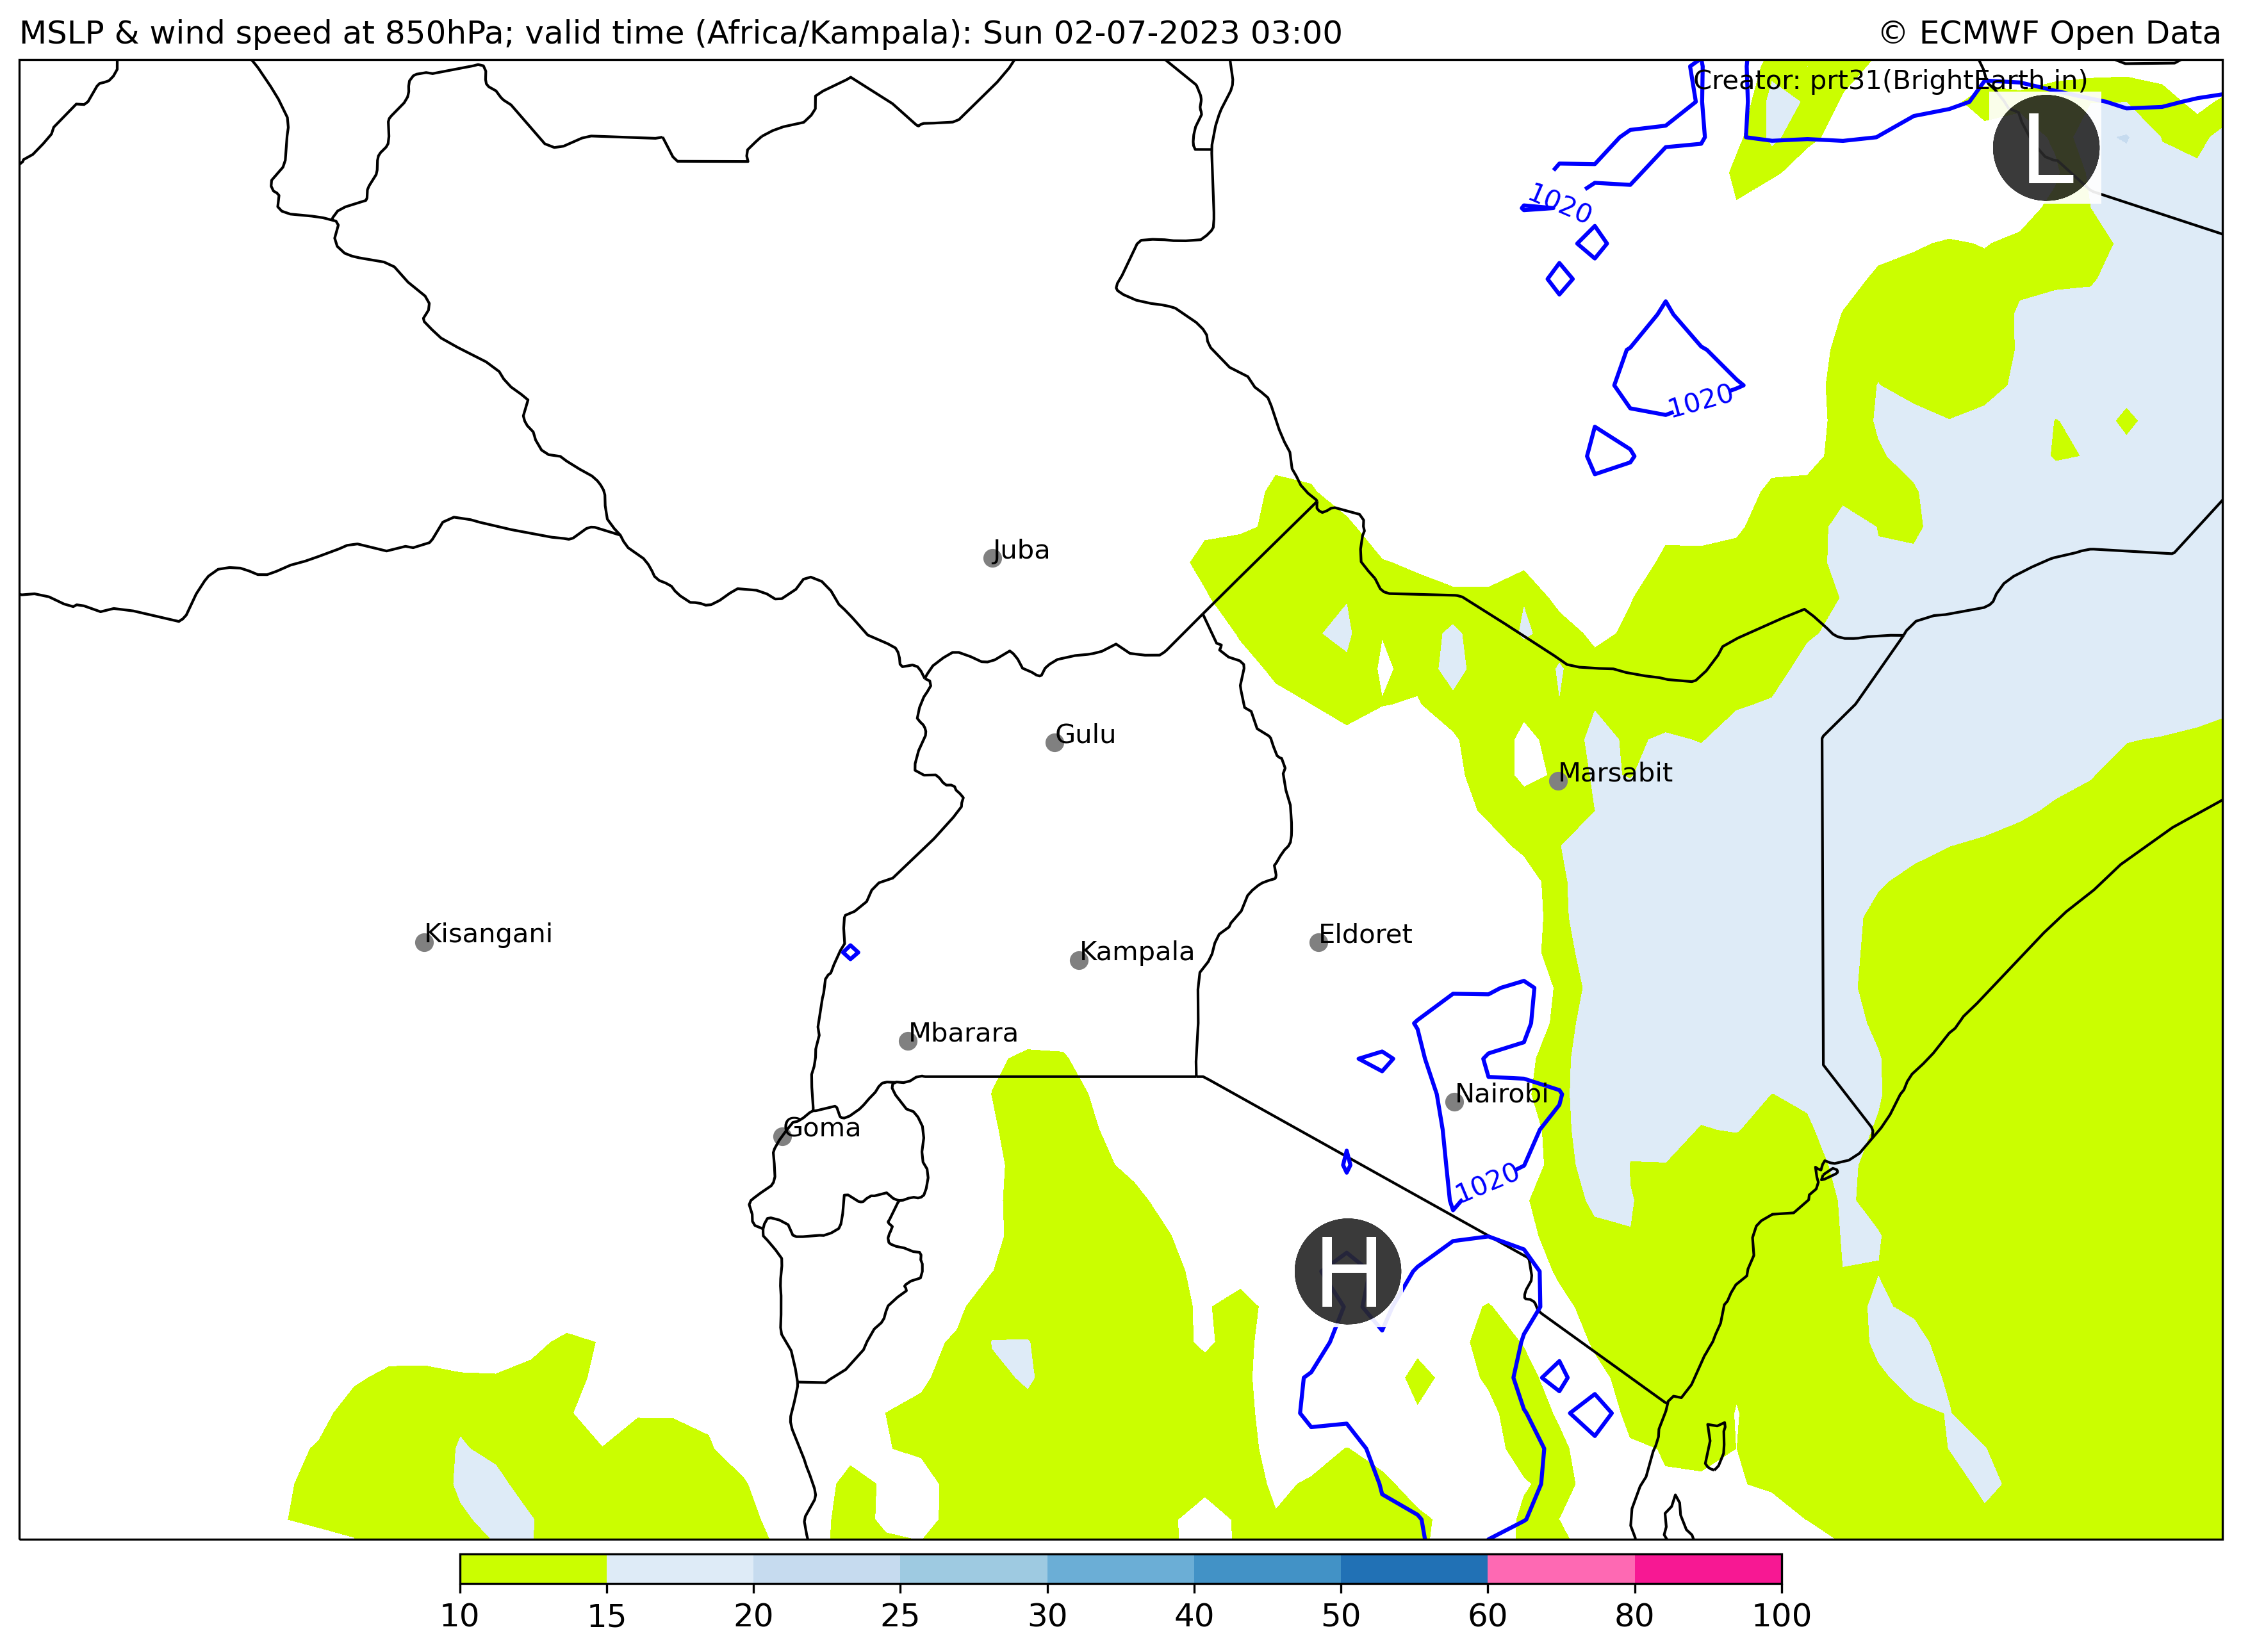 MSLP & wind speed at 850hPa; valid time (Africa/Kampala): Sun 02-07-2023 03:00
© ECMWF Open Data
Creator: prt31(BrightEarth.in)
L
1020
1020
Juba
Gulu
Marsabit
Kisangani
Eldoret
Kampala
Mbarara
Nairobi
Goma
1020
H
10 15 20 25 30 40 50 60 80 100